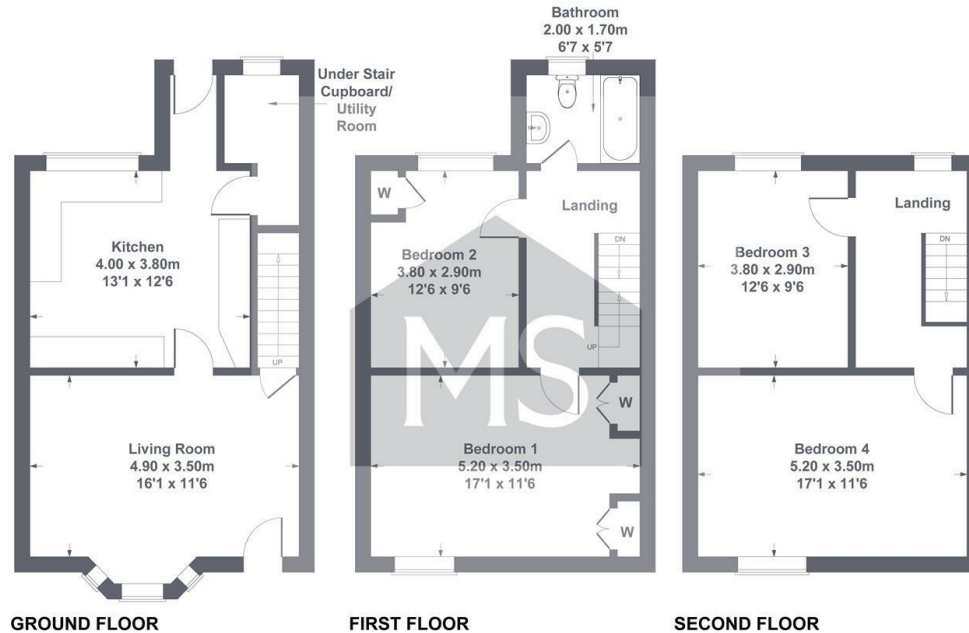 Bathroom
2.00 x 1.70m
6'7 x 5'7
Under Stair
Cupboard/
Utility
Room
Kitchen
4.00 x 3.80m
13'1 x 12'6
UP
Living Room
4.90 x 3.50m
16'1 x 11'6
W
Landing
Bedroom 2
3.80 x 2.90m
12'6 x 9'6
DN
UP
MS
W
Bedroom 1
5.20 x 3.50m
17'1 x 11'6
W
Landing
Bedroom 3
3.80 x 2.90m
12'6 x 9'6
DN
Bedroom 4
5.20 x 3.50m
17'1 x 11'6
GROUND FLOOR
FIRST FLOOR
SECOND FLOOR